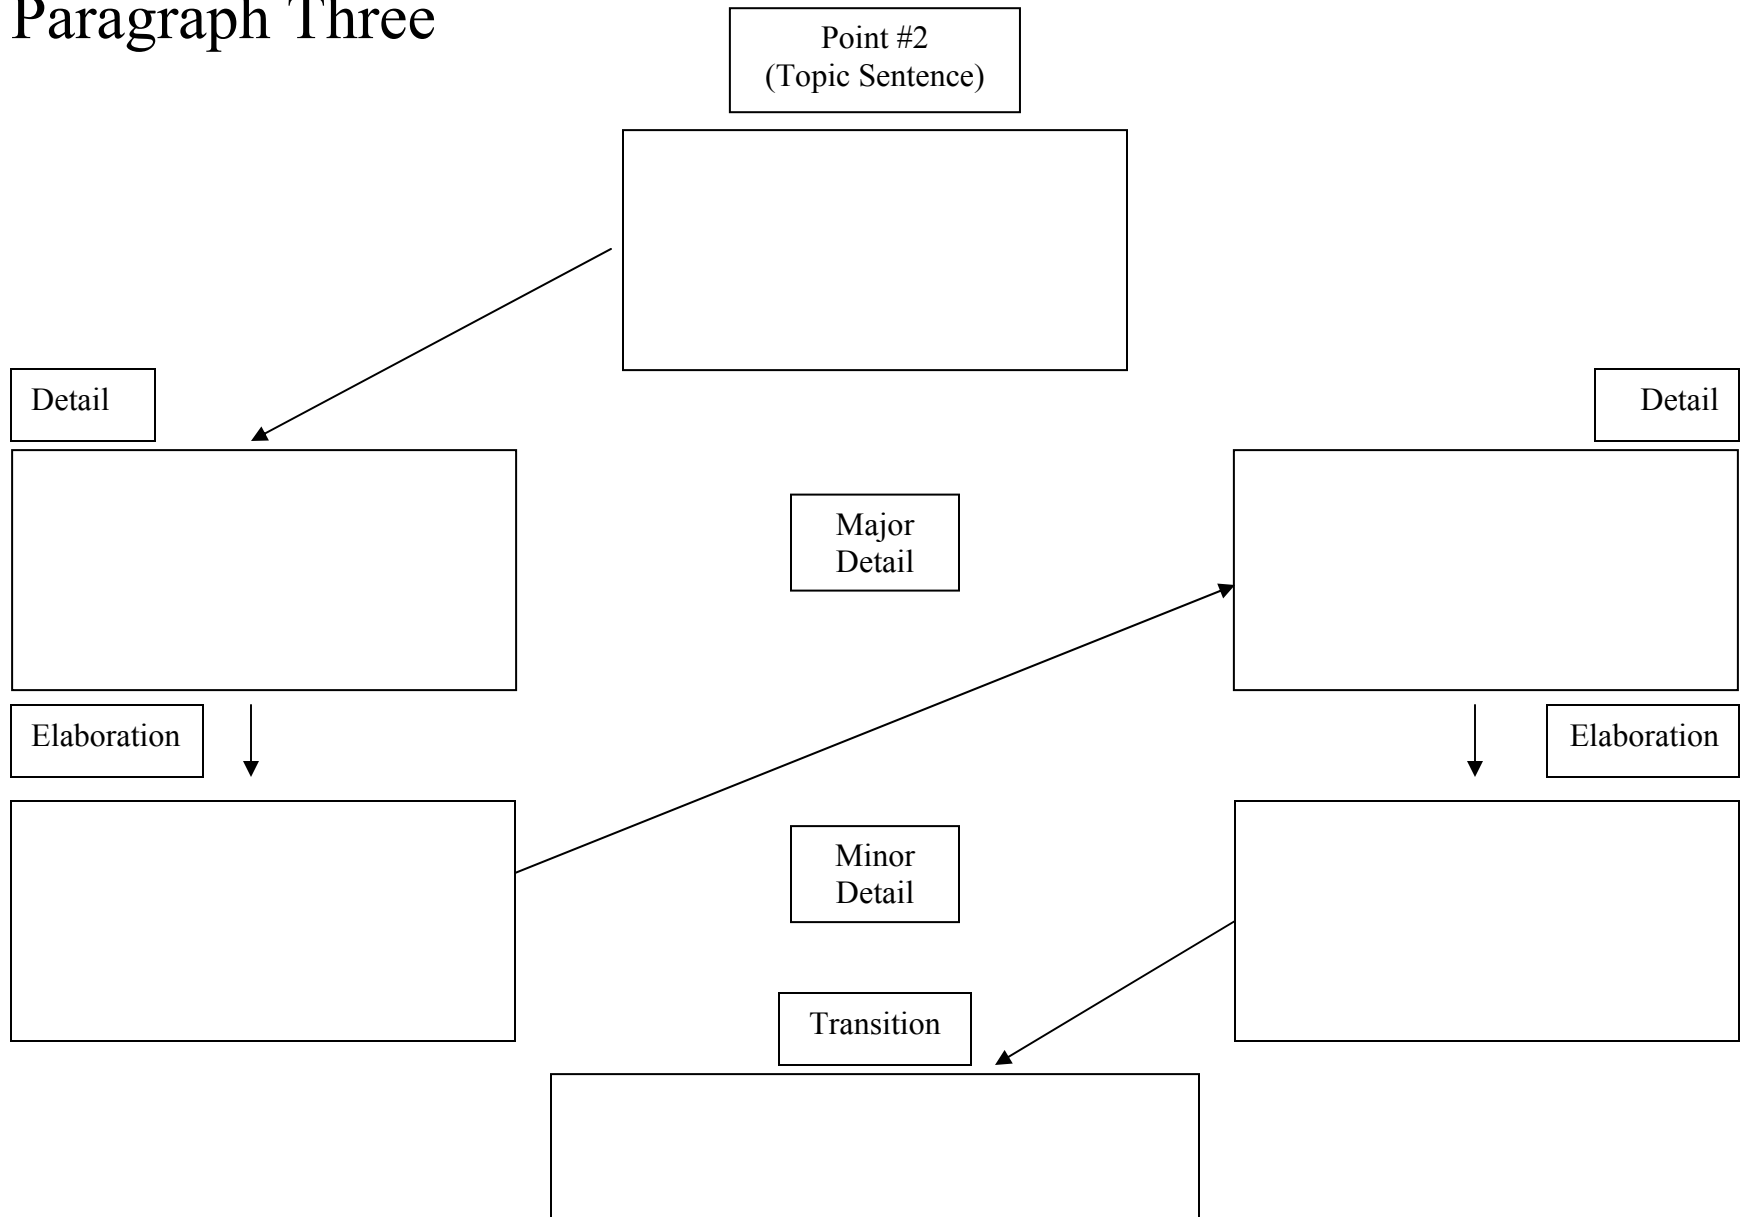 Paragraph Three
Point #2
(Topic Sentence)
Detail
Detail
Major
Detail
Elaboration
Elaboration
Minor
Detail
Transition